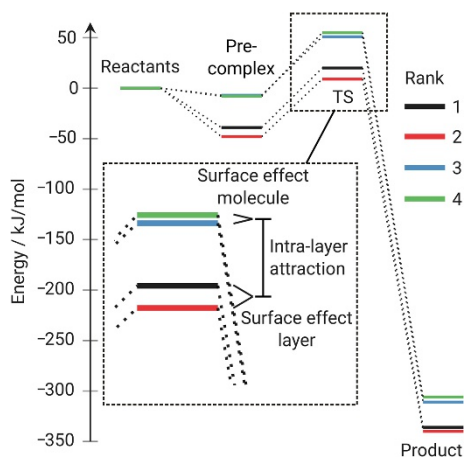 Energy / kJ/mol
50
0
−50
−100
−150
−200
−250
−300
−350
Reactants
Pre-
complex
TS
Rank
1
2
3
4
Surface effect
molecule
Intra-layer
attraction
Surface effect
layer
Product